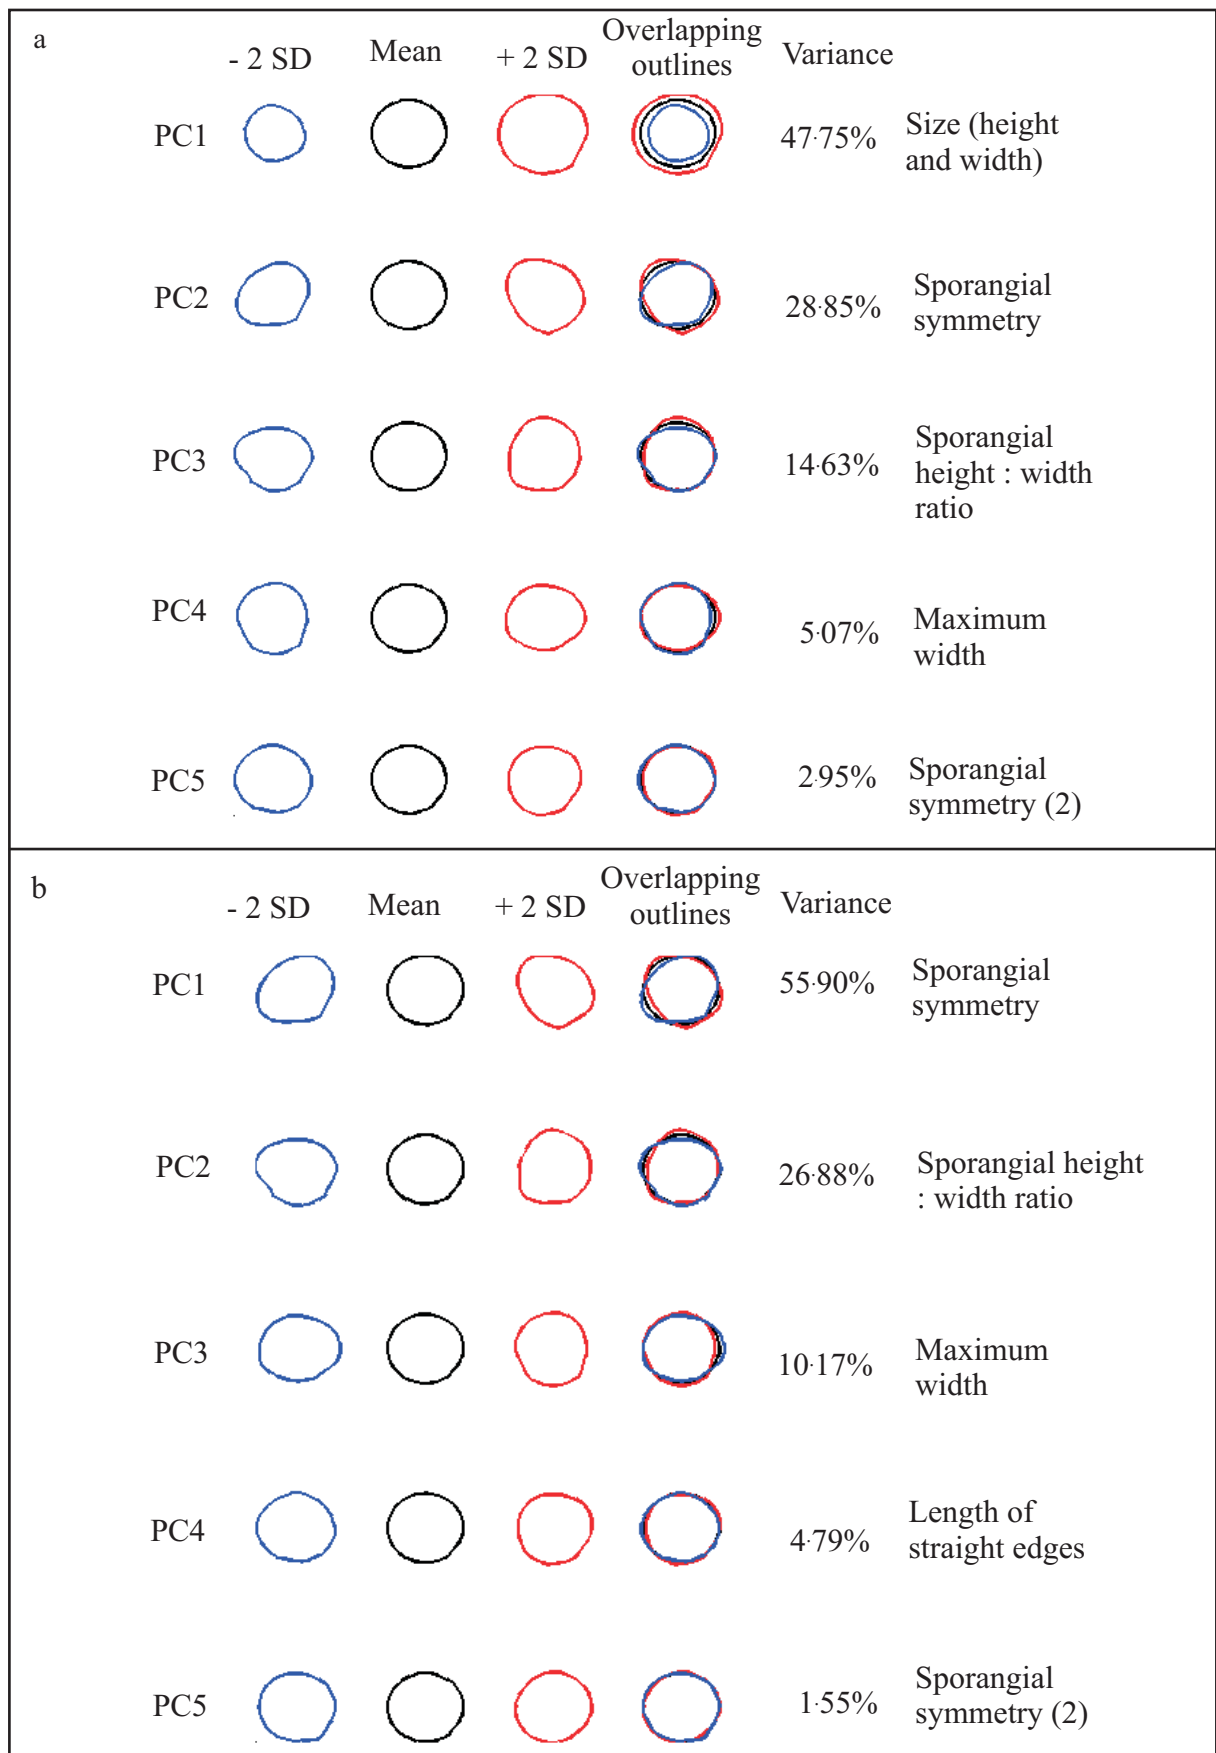 a
- 2 SD
Mean
+ 2 SD
Overlapping
outlines
Variance
PC1
47·75%
Size (height
and width)
PC2
28·85%
Sporangial
symmetry
PC3
14·63%
Sporangial
height : width
ratio
PC4
5·07%
Maximum
width
PC5
2·95%
Sporangial
symmetry (2)
b
- 2 SD
Mean
+ 2 SD
Overlapping
outlines
Variance
PC1
55·90%
Sporangial
symmetry
PC2
26·88%
Sporangial height
: width ratio
PC3
10·17%
Maximum
width
PC4
4·79%
Length of
straight edges
PC5
1·55%
Sporangial
symmetry (2)